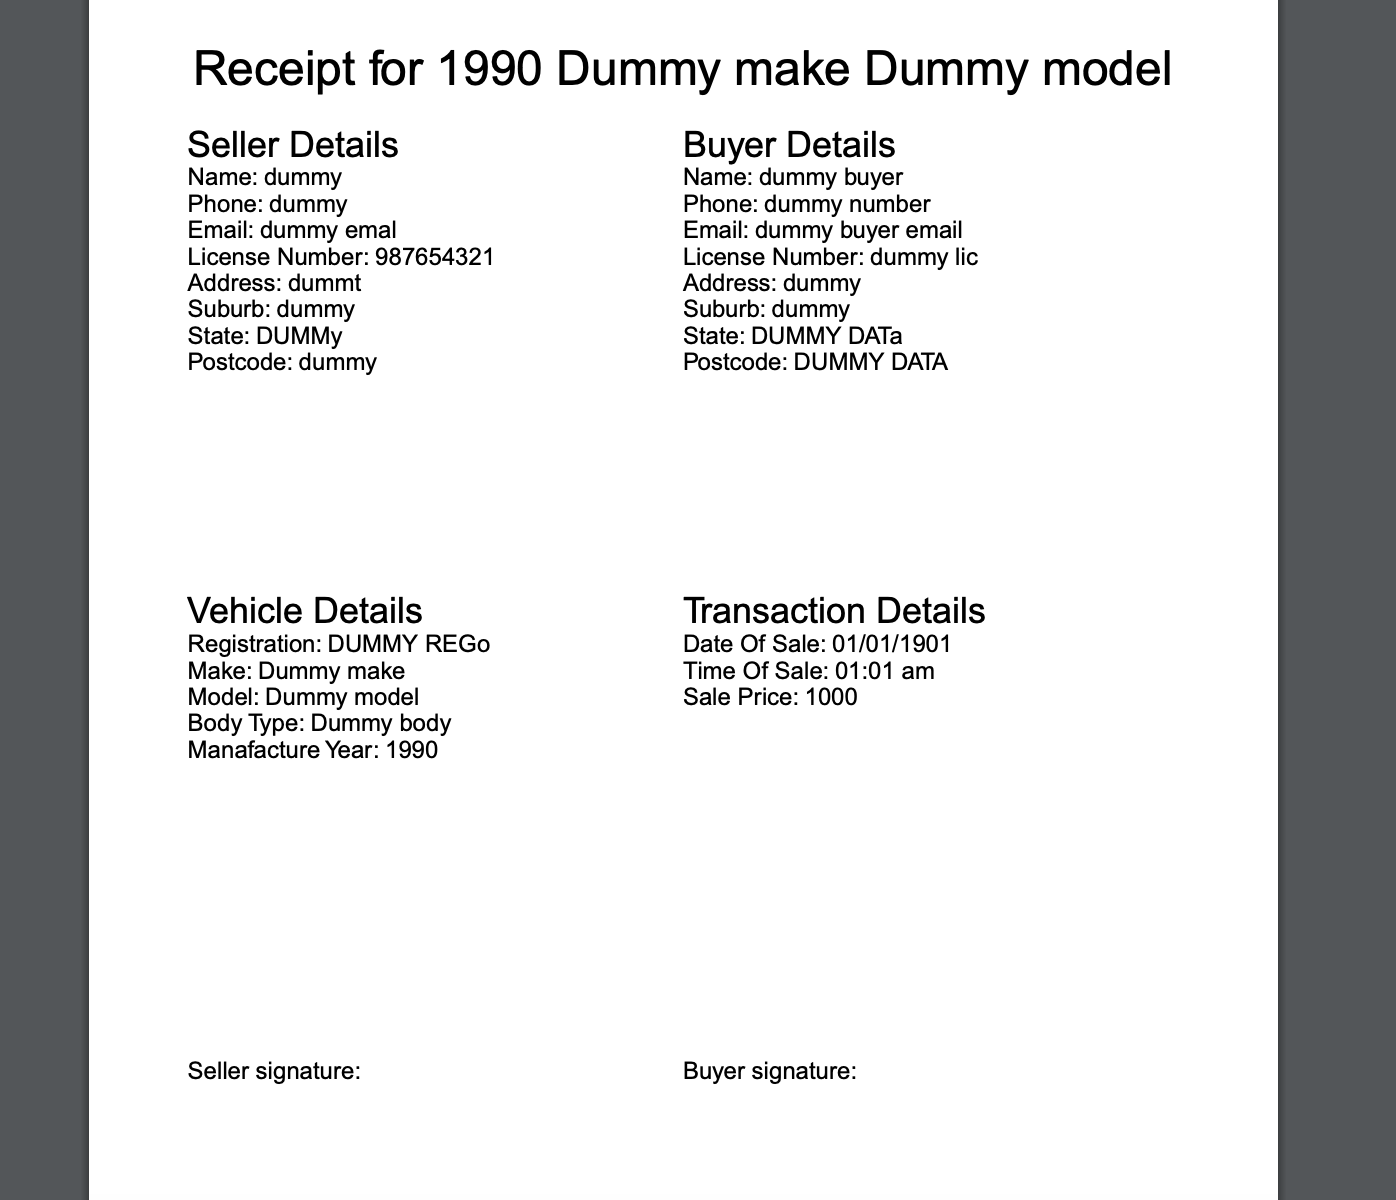 Receipt for 1990 Dummy make Dummy model
Seller Details
Name: dummy
Phone: dummy
Email: dummy emal
License Number: 987654321
Address: dummt
Suburb: dummy
State: DUMMy
Postcode: dummy
Buyer Details
Name: dummy buyer
Phone: dummy number
Email: dummy buyer email
License Number: dummy lic
Address: dummy
Suburb: dummy
State: DUMMY DATa
Postcode: DUMMY DATA
Vehicle Details
Registration: DUMMY REGo
Make: Dummy make
Model: Dummy model
Body Type: Dummy body
Manafacture Year: 1990
Transaction Details
Date Of Sale: 01/01/1901
Time Of Sale: 01:01 am
Sale Price: 1000
Seller signature:
Buyer signature: